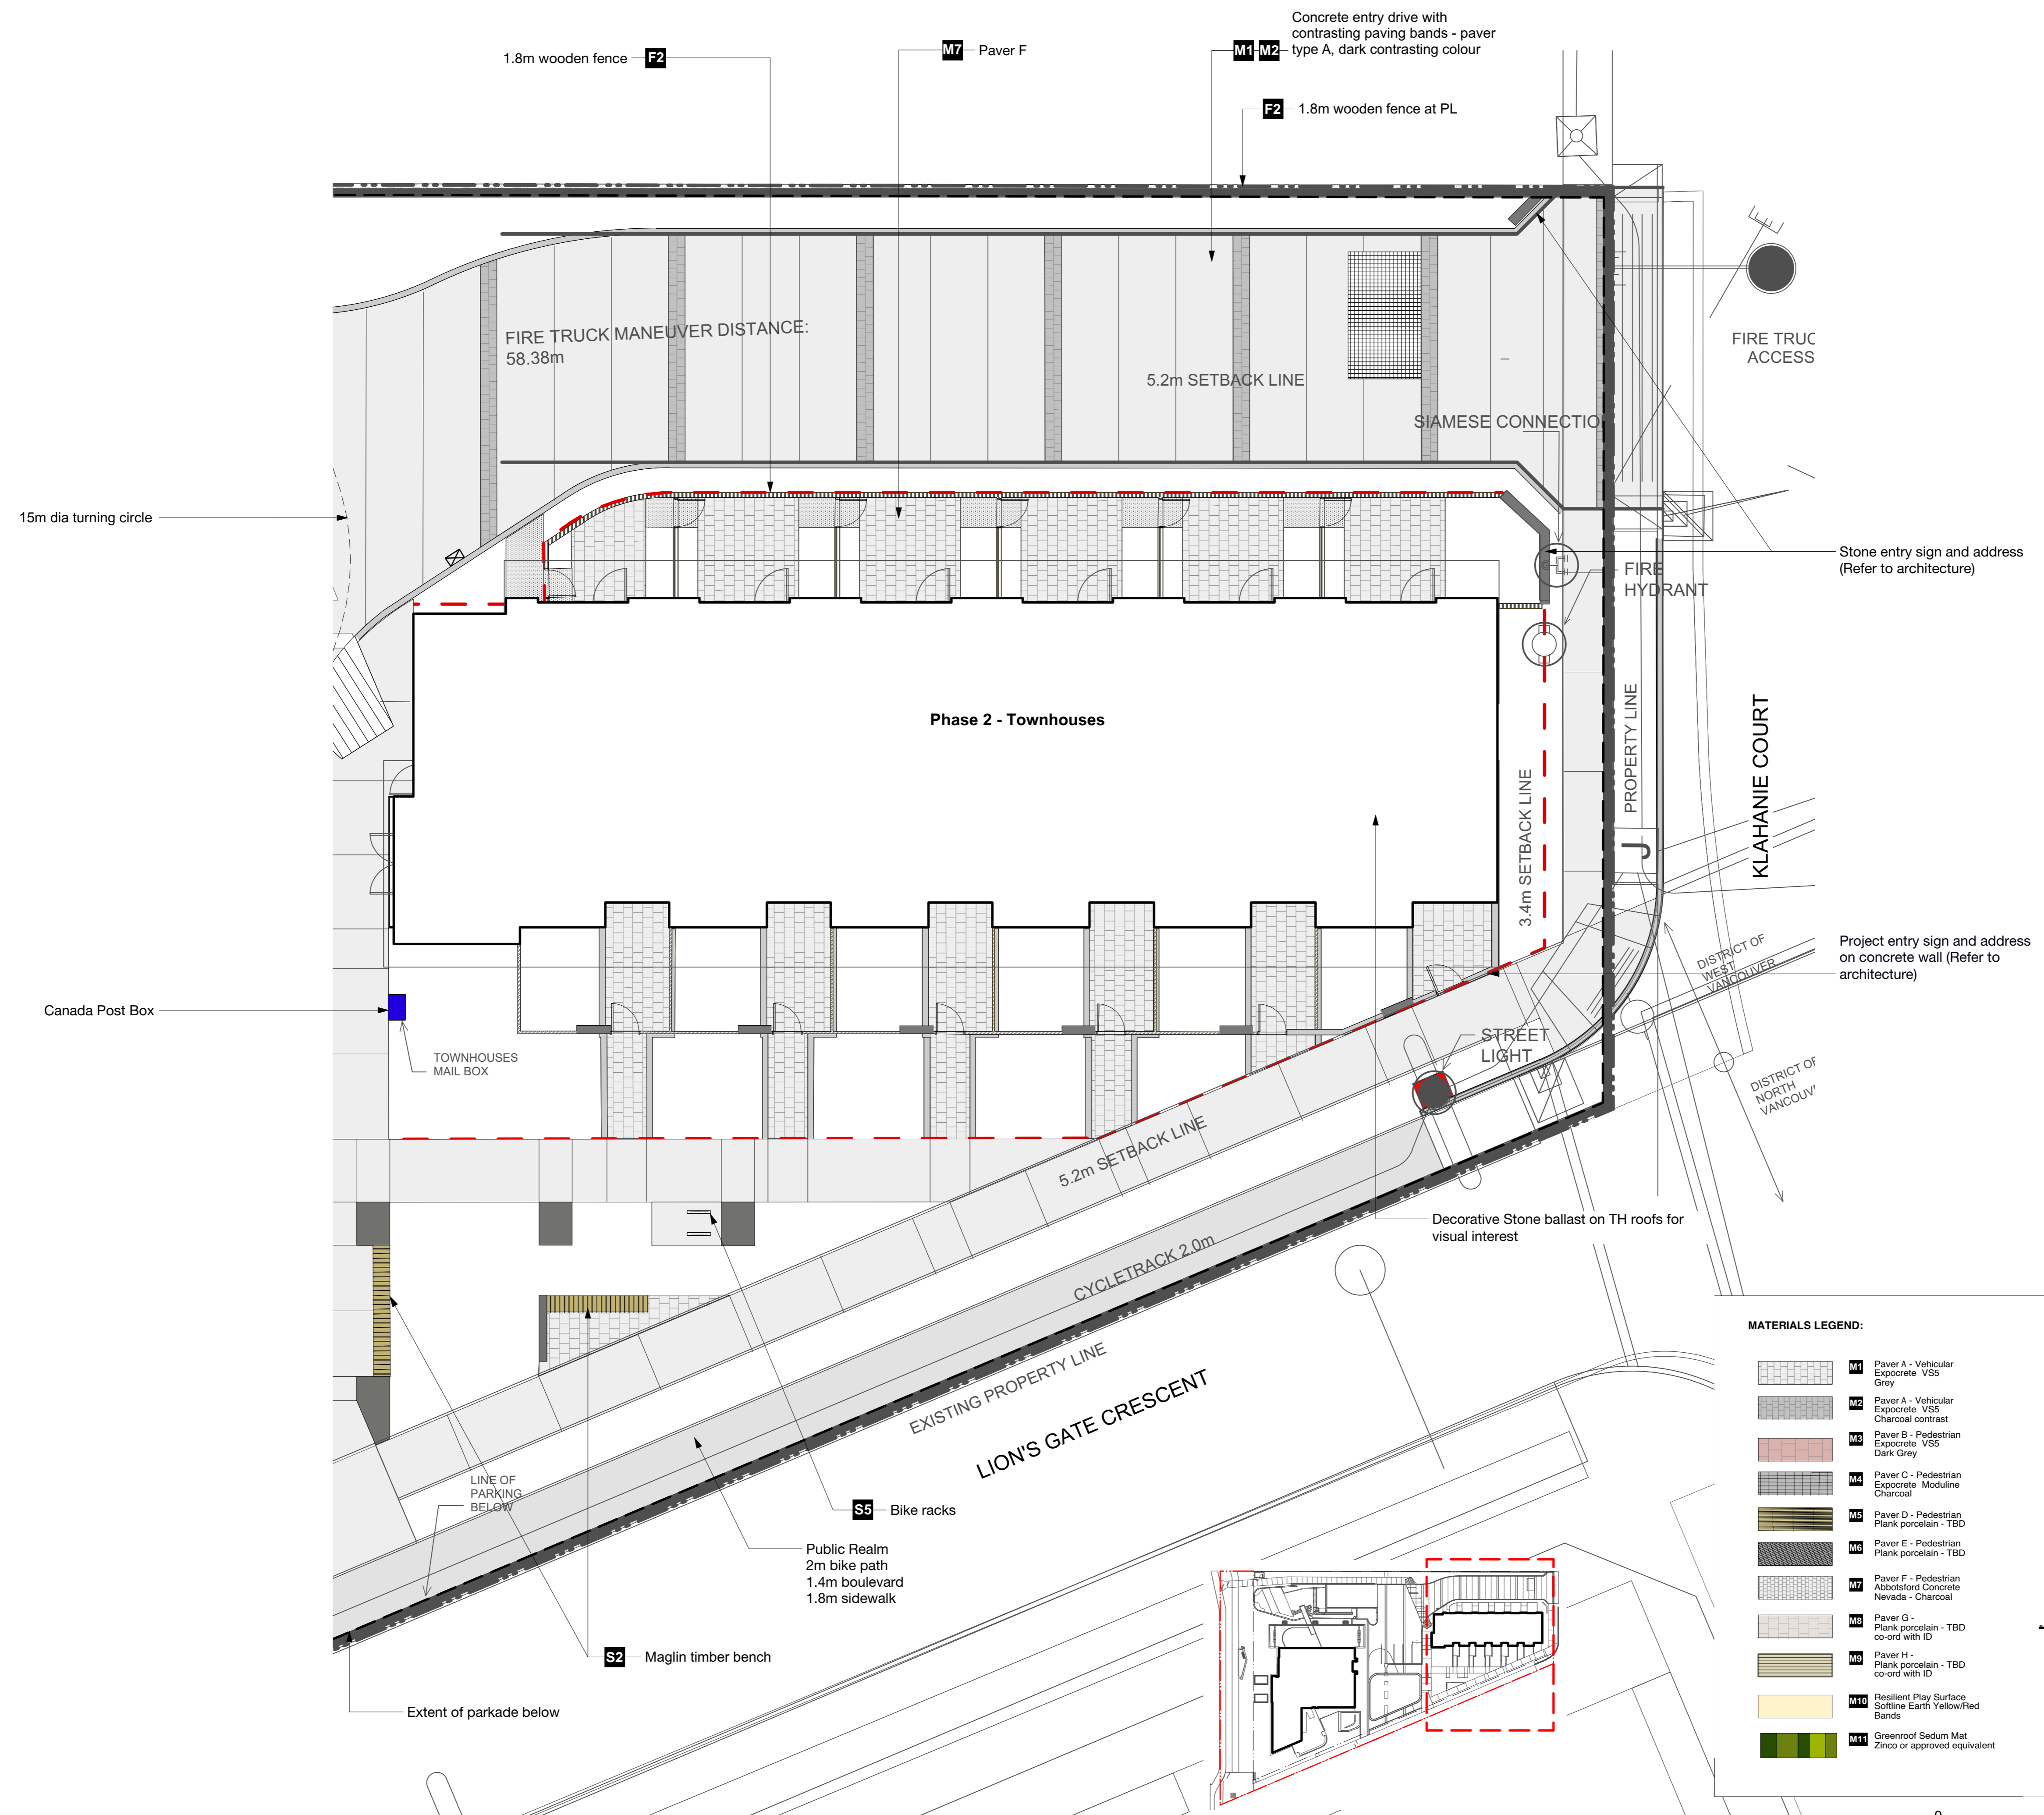 Concrete entry drive with
contrasting paving bands - paver
M1 M2 type A, dark contrasting colour
1.8m wooden fence F2
M7 Paver F
F2 1.8m wooden fence at PL
FIRE TRUCK MANEUVER DISTANCE:
58.38m
5.2m SETBACK LINE
FIRE TRUC
ACCESS
SIAMESE CONNECTIO
15m dia turning circle
Stone entry sign and address
(Refer to architecture)
FIRE
HYDRANT
Phase 2 - Townhouses
PROPERTY LINE
KLAHANIE COURT
3.4m SETBACK LINE
Project entry sign and address
on concrete wall (Refer to
architecture)
DISTRICT OF
WEST
VANCOUVER
Canada Post Box
TOWNHOUSES
MAIL BOX
STREET
LIGHT
DISTRICT OF
NORTH
VANCOUV
5.2m SETBACK LINE
Decorative Stone ballast on TH roofs for
visual interest
CYCLETRACK 2.0m
EXISTING PROPERTY LINE
LION'S GATE CRESCENT
LINE OF
PARKING
BELOW
S5 Bike racks
Public Realm
2m bike path
1.4m boulevard
1.8m sidewalk
S2 Maglin timber bench
Extent of parkade below
MATERIALS LEGEND:
M1 Paver A - Vehicular
Expocrete VS5
Grey
M2 Paver A - Vehicular
Expocrete VS5
Charcoal contrast
M3 Paver B - Pedestrian
Expocrete VS5
Dark Grey
M4 Paver C - Pedestrian
Expocrete Moduline
Charcoal
M5 Paver D - Pedestrian
Plank porcelain - TBD
M6 Paver E - Pedestrian
Plank porcelain - TBD
M7 Paver F - Pedestrian
Abbotsford Concrete
Nevada - Charcoal
M8 Paver G -
Plank porcelain - TBD
co-ord with ID
M9 Paver H -
Plank porcelain - TBD
co-ord with ID
M10 Resilient Play Surface
Softline Earth Yellow/Red
Bands
M11 Greenroof Sedum Mat
Zinco or approved equivalent